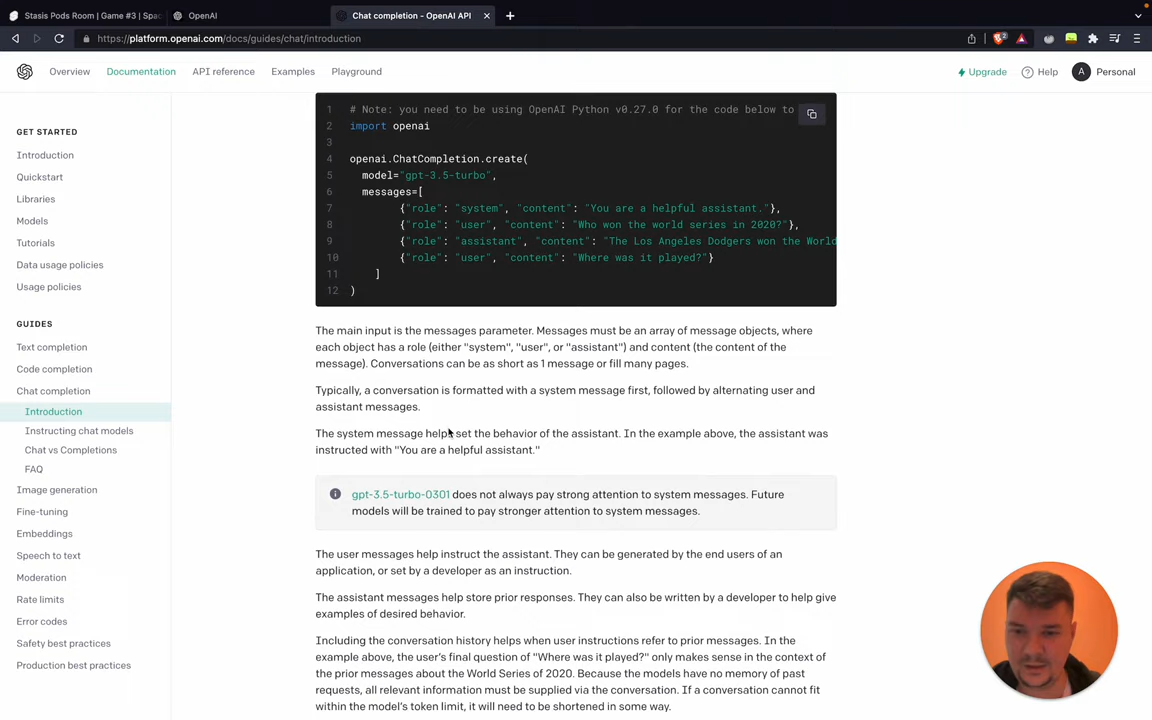 Stasis Pods Room | Game #3 | Spac
OpenAI
Chat completion - OpenAI API
https://platform.openai.com/docs/guides/chat/introduction
2
Overview
Documentation
API reference
Examples
Playground
Upgrade
Help
A
Personal
GET STARTED
Introduction
Quickstart
Libraries
Models
Tutorials
Data usage policies
Usage policies
GUIDES
Text completion
Code completion
Chat completion
Introduction
Instructing chat models
Chat vs Completions
FAQ
Image generation
Fine-tuning
Embeddings
Speech to text
Moderation
Rate limits
Error codes
Safety best practices
Production best practices
1 # Note: you need to be using OpenAI Python v0.27.0 for the code below to
2 import openai
3
4 openai.ChatCompletion.create(
5 model="gpt-3.5-turbo",
6 messages=[
7 {"role": "system", "content": "You are a helpful assistant."},
8 {"role": "user", "content": "Who won the world series in 2020?"},
9 {"role": "assistant", "content": "The Los Angeles Dodgers won the World
10 {"role": "user", "content": "Where was it played?"}
11 ]
12 )
The main input is the messages parameter. Messages must be an array of message objects, where
each object has a role (either "system", "user", or "assistant") and content (the content of the
message). Conversations can be as short as 1 message or fill many pages.
Typically, a conversation is formatted with a system message first, followed by alternating user and
assistant messages.
The system message helps set the behavior of the assistant. In the example above, the assistant was
instructed with "You are a helpful assistant."
gpt-3.5-turbo-0301 does not always pay strong attention to system messages. Future
models will be trained to pay stronger attention to system messages.
The user messages help instruct the assistant. They can be generated by the end users of an
application, or set by a developer as an instruction.
The assistant messages help store prior responses. They can also be written by a developer to help give
examples of desired behavior.
Including the conversation history helps when user instructions refer to prior messages. In the
example above, the user's final question of "Where was it played?" only makes sense in the context of
the prior messages about the World Series of 2020. Because the models have no memory of past
requests, all relevant information must be supplied via the conversation. If a conversation cannot fit
within the model's token limit, it will need to be shortened in some way.